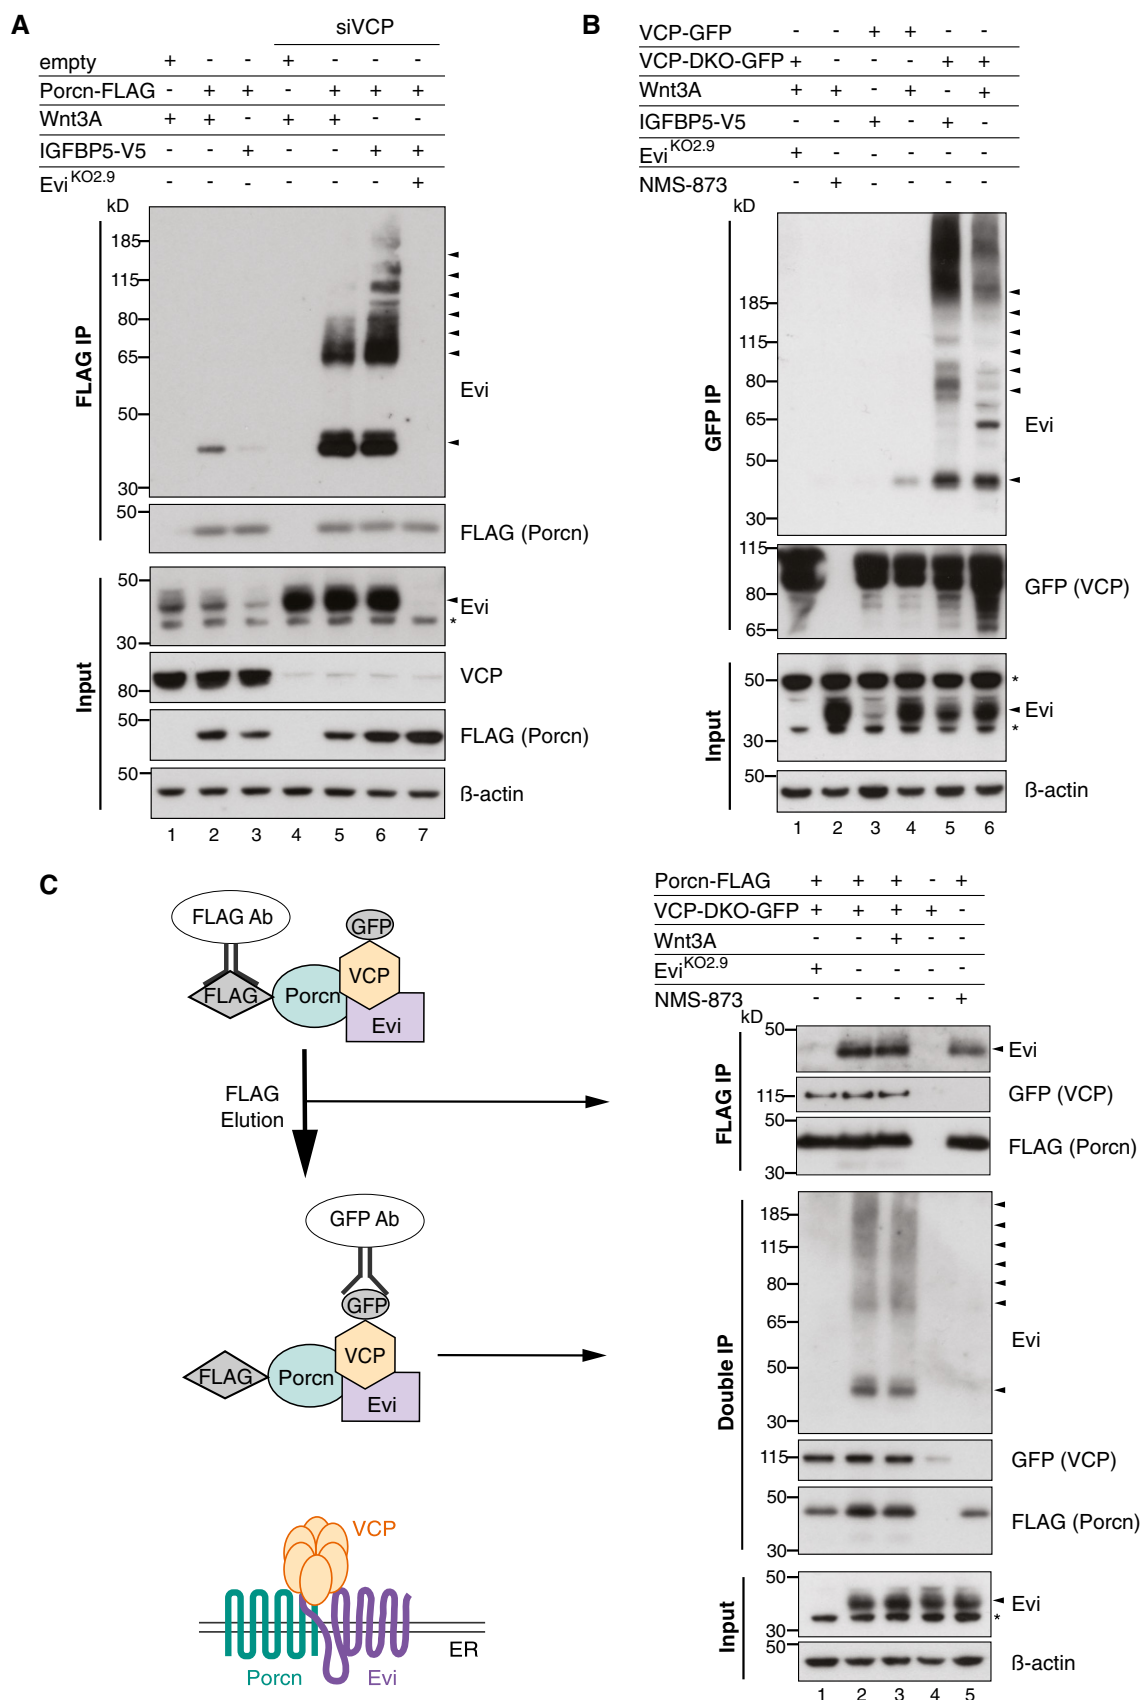 A
siVCP
empty + - - + - - -
Porcn-FLAG - + + - + + +
Wnt3A + + - + + - -
IGFBP5-V5 - - + - - + +
Evi KO2.9 - - - - - - +
kD
FLAG IP
185
115
80
65
50
30
Evi
50
FLAG (Porcn)
Input
50
30
Evi
*
80
VCP
50
FLAG (Porcn)
50
ß-actin
1 2 3 4 5 6 7
B
VCP-GFP - - + + - -
VCP-DKO-GFP + - - - + +
Wnt3A + + - + - +
IGFBP5-V5 - - + - + -
Evi KO2.9 + - - - - -
NMS-873 - + - - - -
kD
GFP IP
185
115
80
65
50
30
Evi
115
80
65
GFP (VCP)
Input
50
30
*
Evi
*
50
ß-actin
1 2 3 4 5 6
C
FLAG Ab
GFP
VCP
FLAG
Porcn
Evi
FLAG
Elution
GFP Ab
GFP
VCP
FLAG
Porcn
Evi
VCP
ER
Porcn
Evi
Porcn-FLAG + + + - +
VCP-DKO-GFP + + + + -
Wnt3A - - + - -
Evi KO2.9 + - - - -
NMS-873 - - - - +
kD
FLAG IP
50
Evi
115
GFP (VCP)
50
30
FLAG (Porcn)
Double IP
185
115
80
65
50
30
Evi
115
GFP (VCP)
50
30
FLAG (Porcn)
Input
50
30
Evi
*
50
ß-actin
1 2 3 4 5